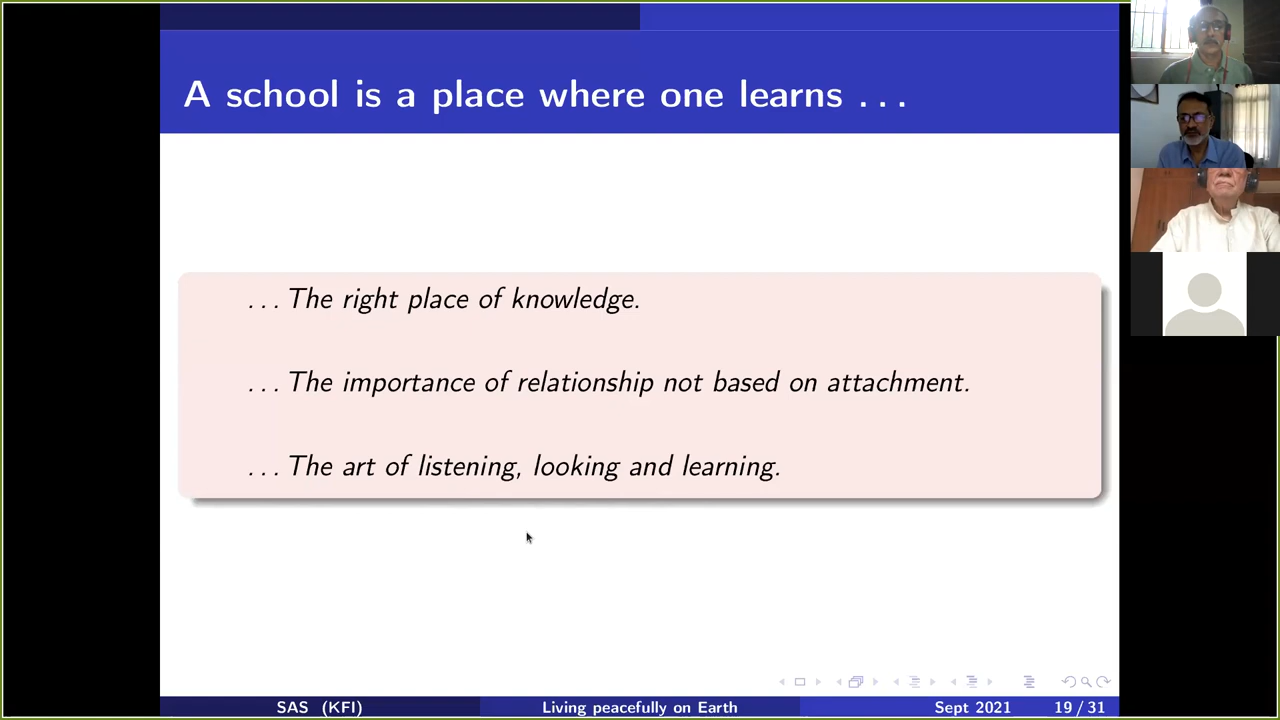 A school is a place where one learns . . .
. . . The right place of knowledge.
. . . The importance of relationship not based on attachment.
. . . The art of listening, looking and learning.
SAS (KFI) Living peacefully on Earth Sept 2021 19 / 31